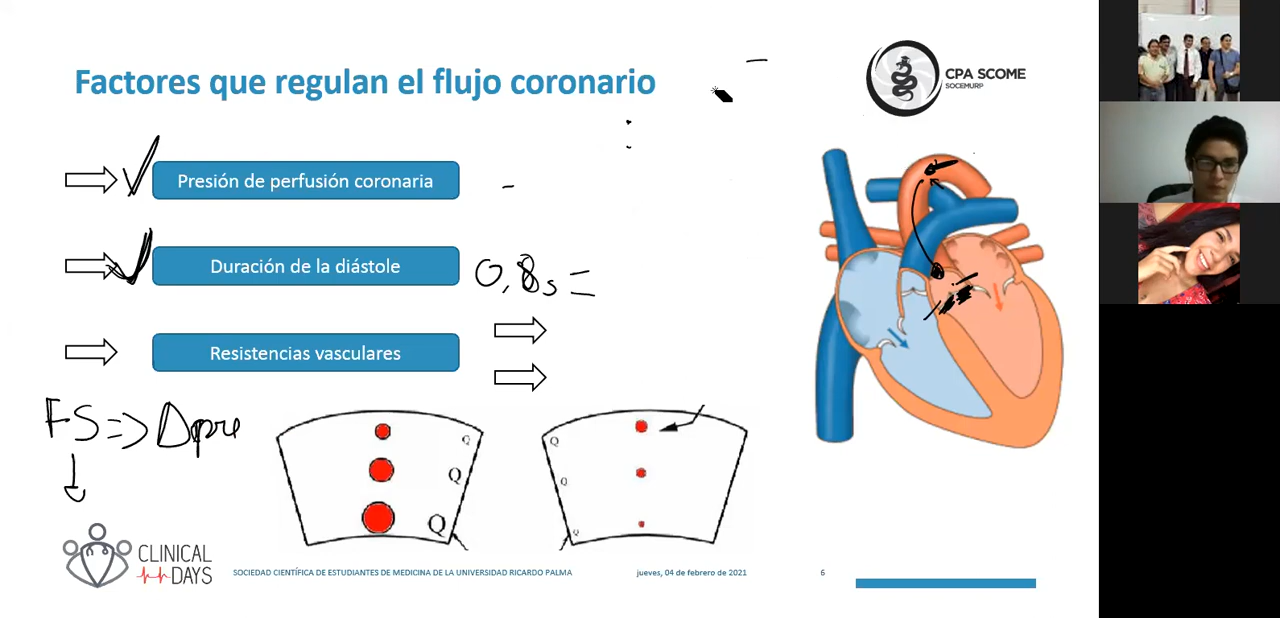 Factores que regulan el flujo coronario
CPA SCOME
SOCEMURP
Presión de perfusión coronaria
Duración de la diástole
0,8s =
Resistencias vasculares
FS => Δpre
Q
Q
Q
Q
Q
Q
CLINICAL
DAYS
SOCIEDAD CIENTÍFICA DE ESTUDIANTES DE MEDICINA DE LA UNIVERSIDAD RICARDO PALMA
jueves, 04 de febrero de 2021
6